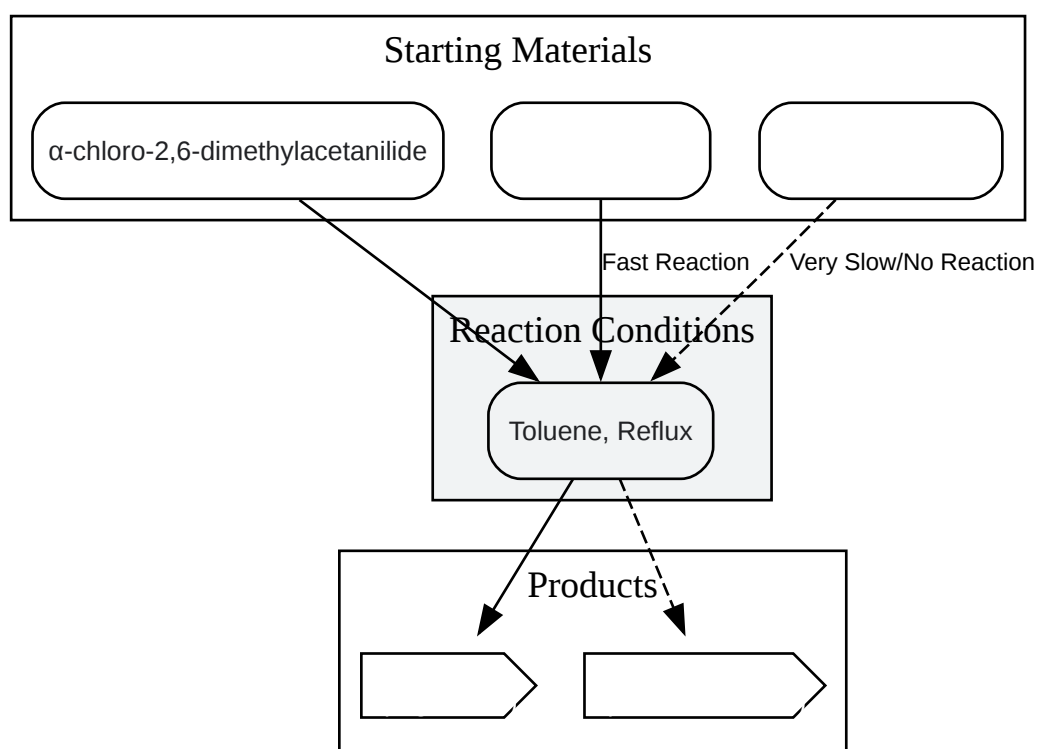 Starting Materials
α-chloro-2,6-dimethylacetanilide
Fast Reaction
Very Slow/No Reaction
Reaction Conditions
Toluene, Reflux
Products